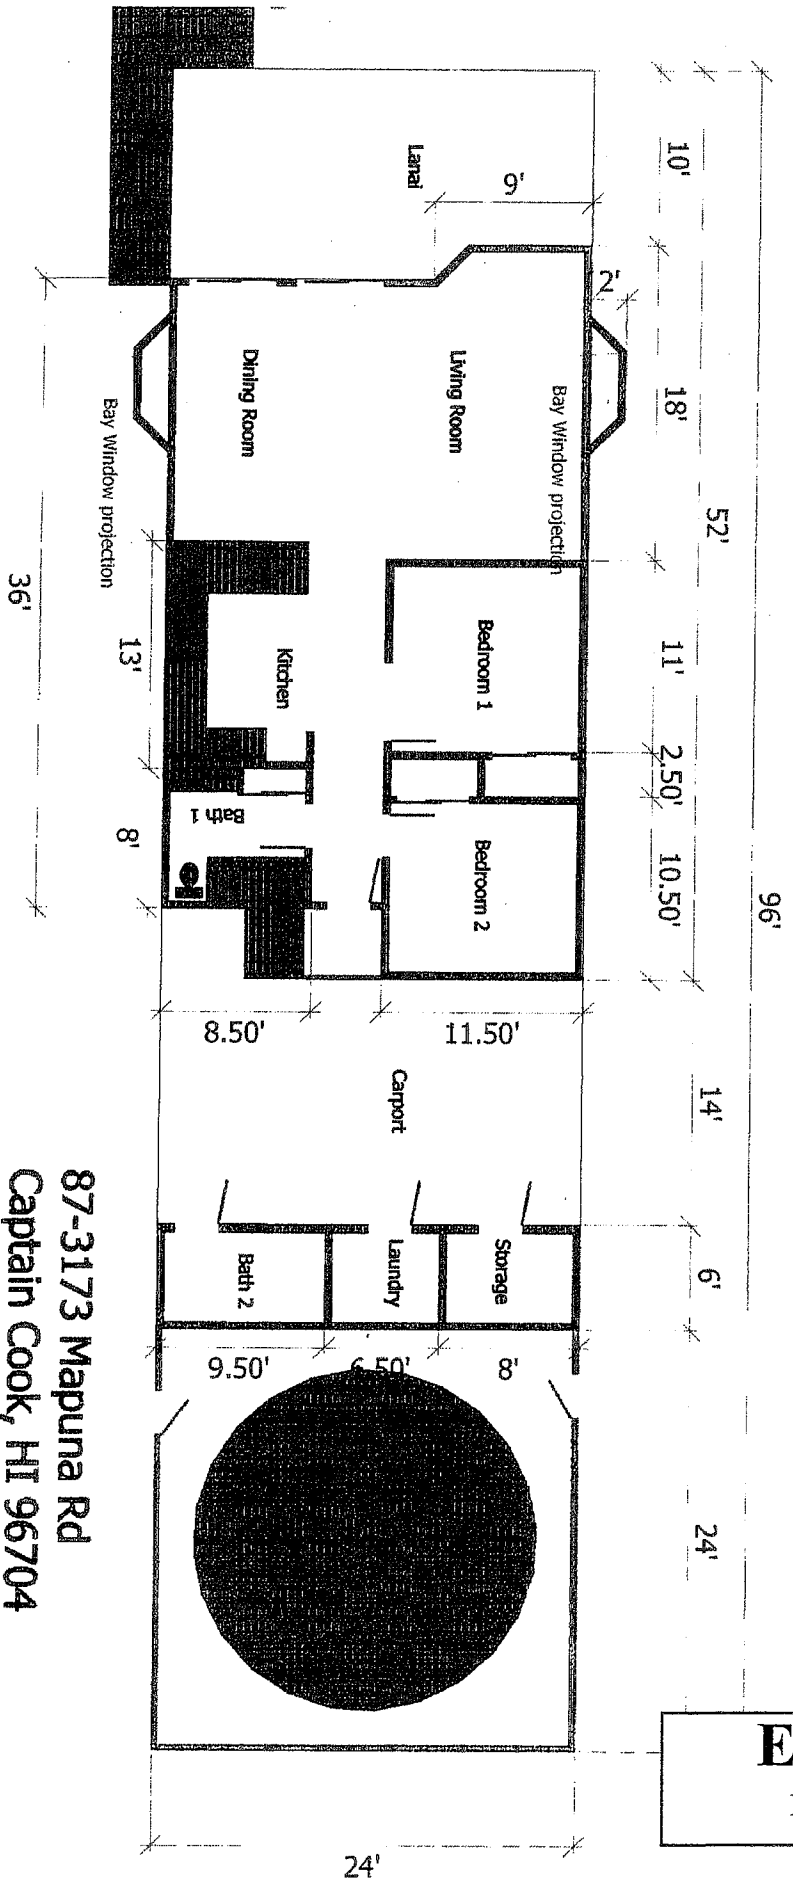 96'
52'
10'
18'
11'
2.50'
10.50'
14'
6'
24'
2'
9'
Lanai
Living Room
Bay Window projection
Bedroom 1
Bedroom 2
Dining Room
Kitchen
Bath 1
Bay Window projection
13'
8'
36'
11.50'
8.50'
Carport
Storage
Laundry
Bath 2
8'
6.50'
9.50'
24'
87-3173 Mapuna Rd
Captain Cook, HI 96704
E